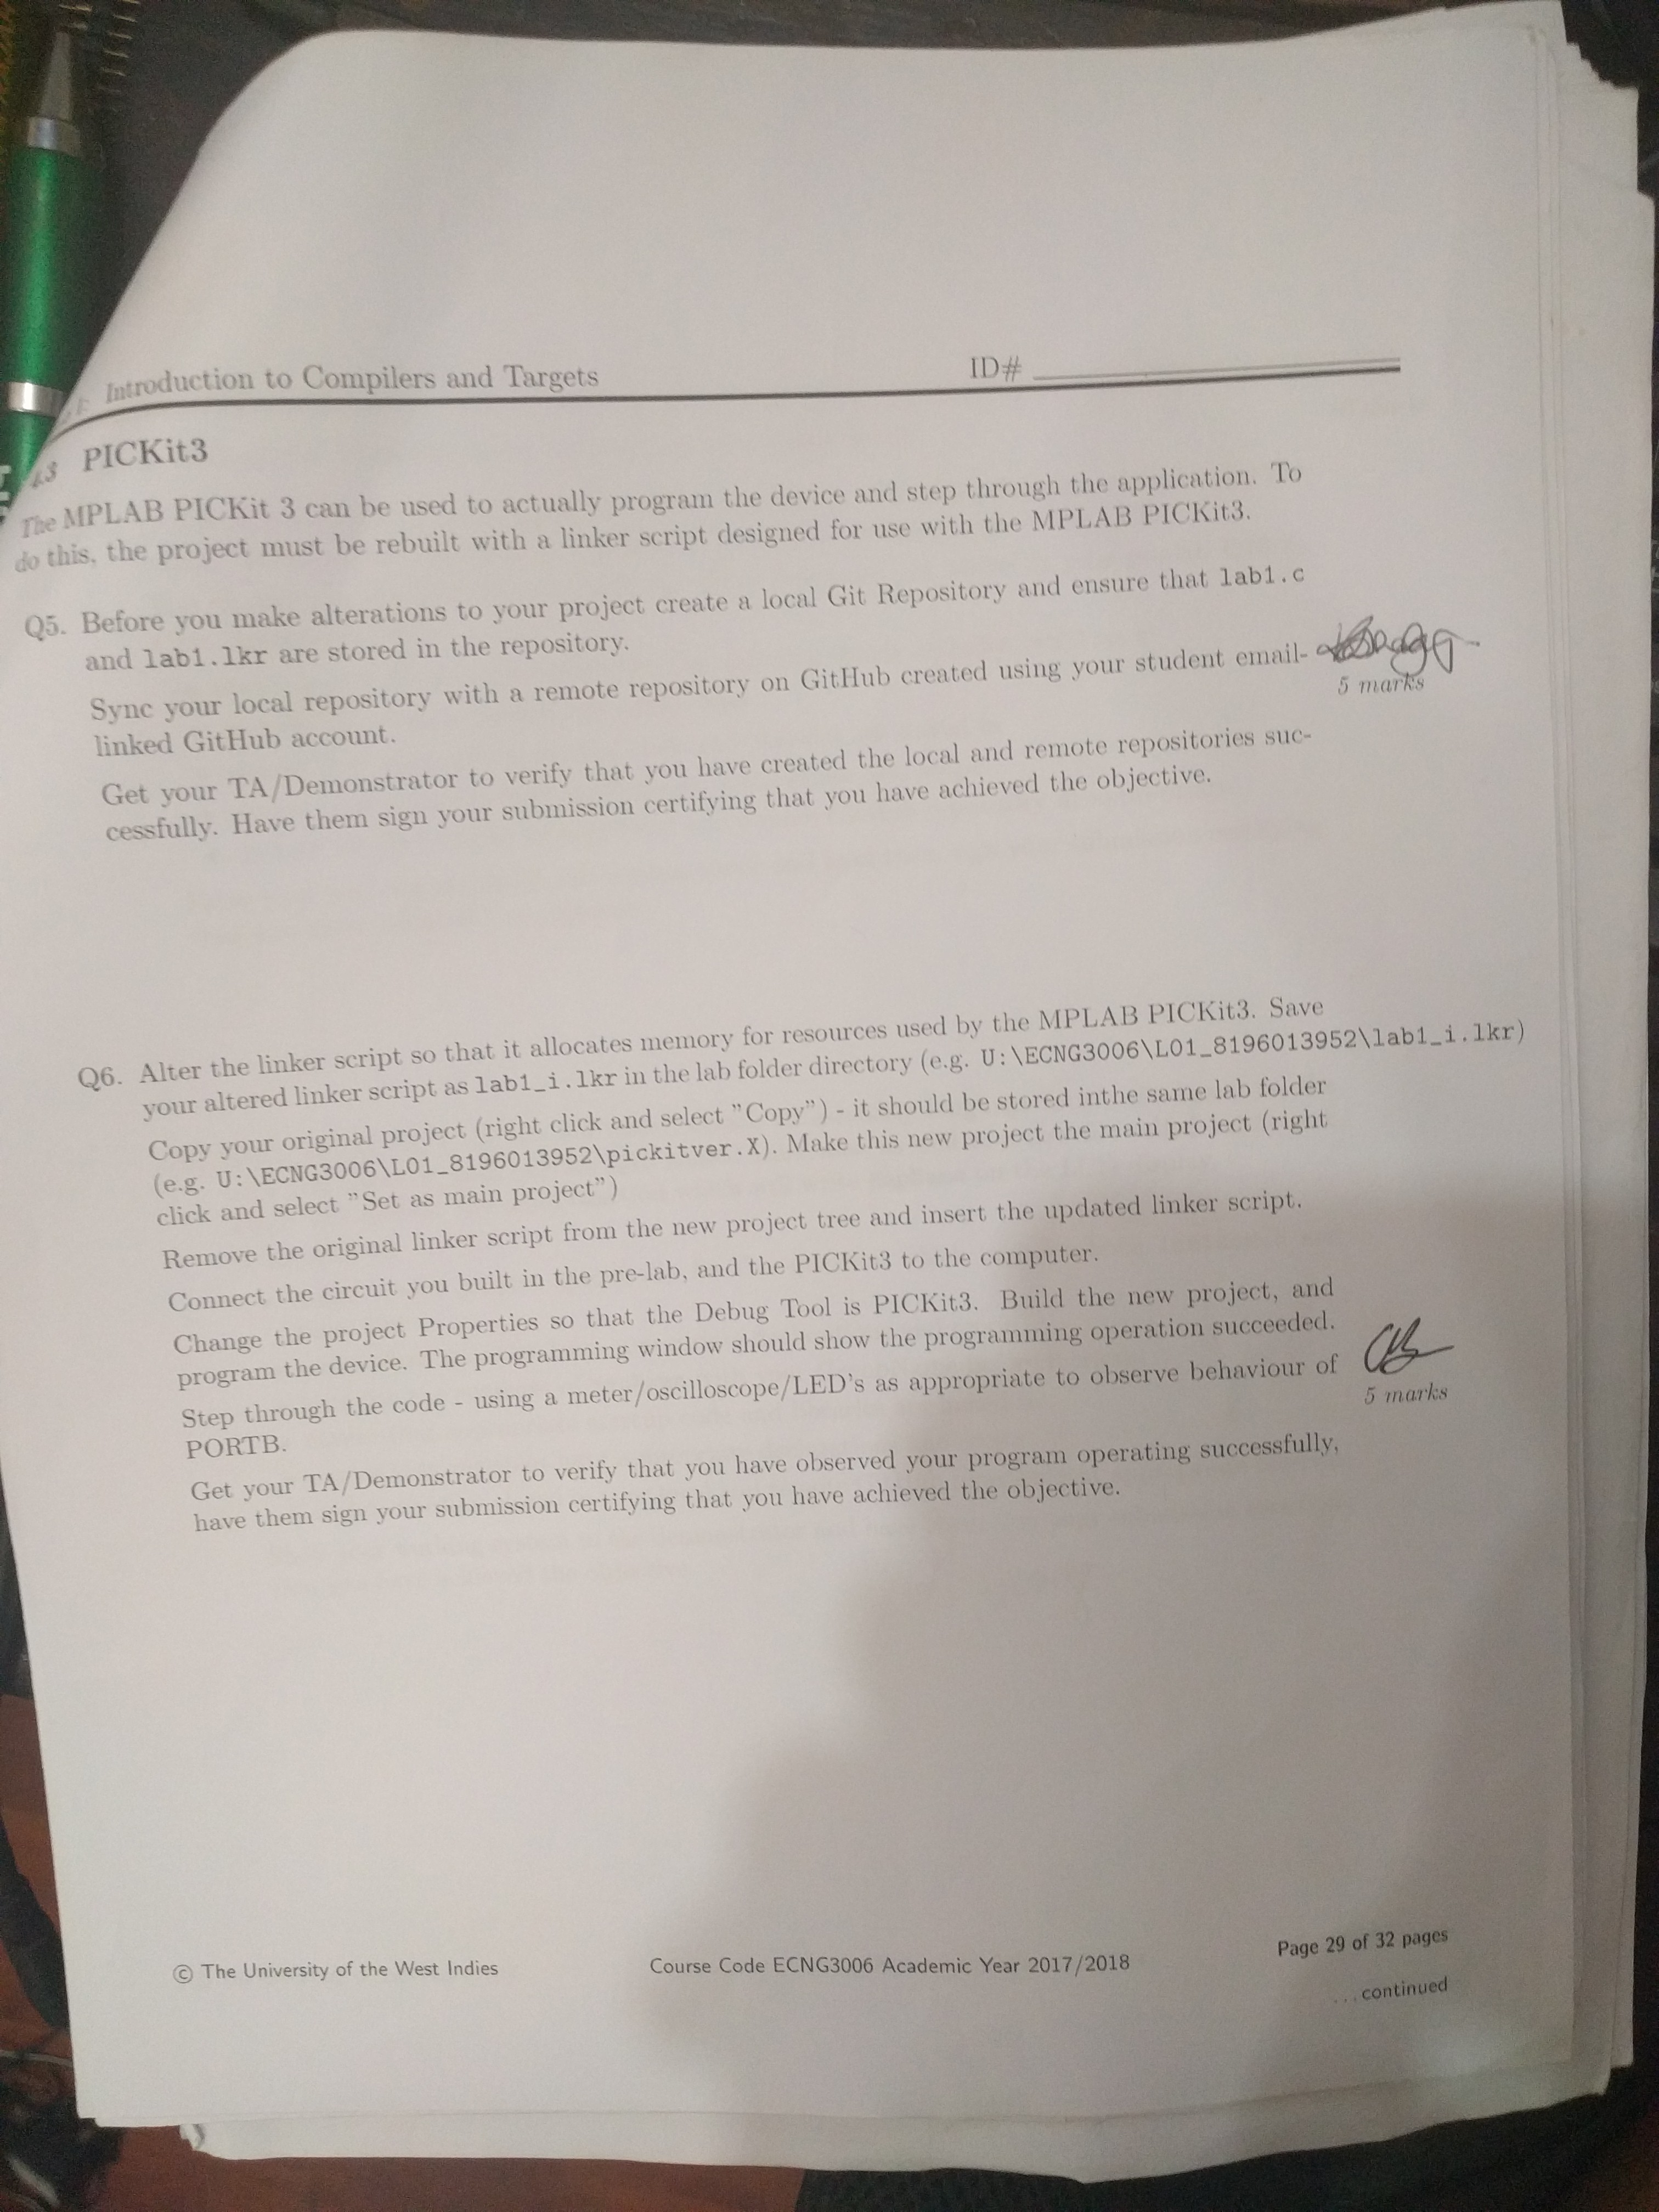 Introduction to Compilers and Targets
ID#
PICKit3
The MPLAB PICKit 3 can be used to actually program the device and step through the application. To
do this, the project must be rebuilt with a linker script designed for use with the MPLAB PICKit3.
Q5. Before you make alterations to your project create a local Git Repository and ensure that lab1.c
and lab1.lkr are stored in the repository.
Sync your local repository with a remote repository on GitHub created using your student email-
linked GitHub account.
5 marks
Get your TA/Demonstrator to verify that you have created the local and remote repositories suc-
cessfully. Have them sign your submission certifying that you have achieved the objective.
Q6. Alter the linker script so that it allocates memory for resources used by the MPLAB PICKit3. Save
your altered linker script as lab1_i.lkr in the lab folder directory (e.g. U:\ECNG3006\L01_8196013952\lab1_i.lkr)
Copy your original project (right click and select "Copy") - it should be stored inthe same lab folder
(e.g. U:\ECNG3006\L01_8196013952\pickitver.X). Make this new project the main project (right
click and select "Set as main project")
Remove the original linker script from the new project tree and insert the updated linker script.
Connect the circuit you built in the pre-lab, and the PICKit3 to the computer.
Change the project Properties so that the Debug Tool is PICKit3. Build the new project, and
program the device. The programming window should show the programming operation succeeded.
Step through the code - using a meter/oscilloscope/LED's as appropriate to observe behaviour of
PORTB.
5 marks
Get your TA/Demonstrator to verify that you have observed your program operating successfully,
have them sign your submission certifying that you have achieved the objective.
© The University of the West Indies
Course Code ECNG3006 Academic Year 2017/2018
Page 29 of 32 pages
...continued